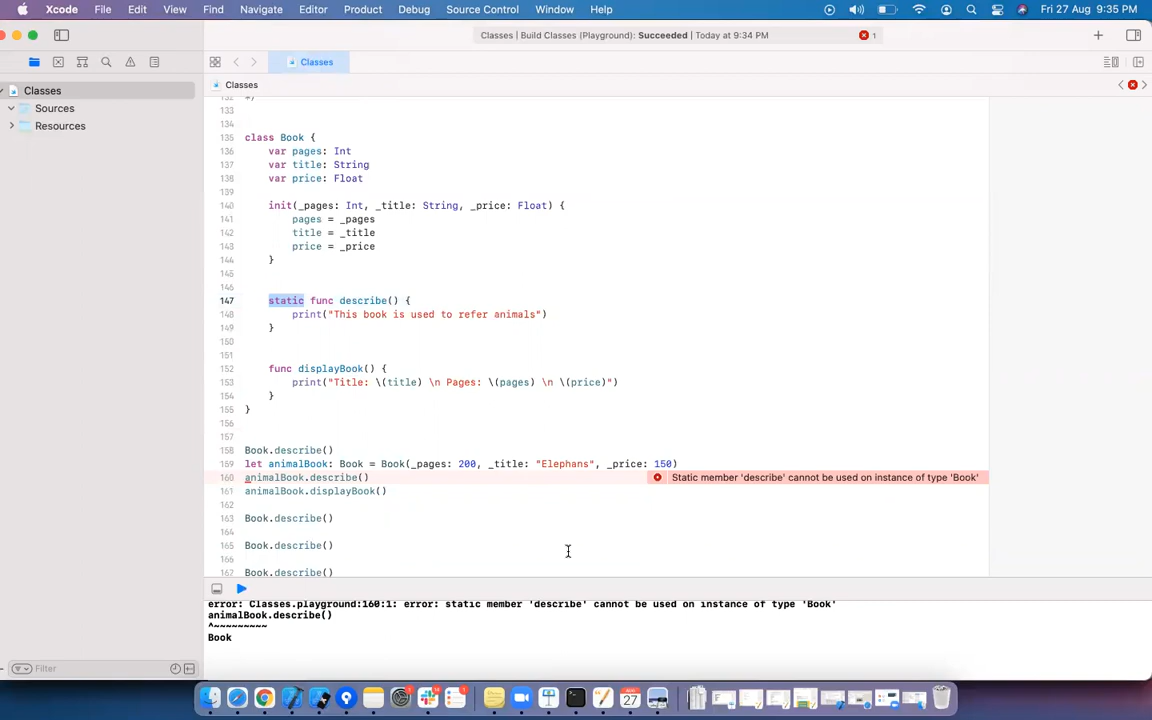 Xcode File Edit View Find Navigate Editor Product Debug Source Control Window Help Fri 27 Aug 9:35 PM
Classes | Build Classes (Playground): Succeeded | Today at 9:34 PM 1
Classes
Classes
Classes
Sources
Resources
132 */
133
134
135 class Book {
136 var pages: Int
137 var title: String
138 var price: Float
139
140 init(_pages: Int, _title: String, _price: Float) {
141 pages = _pages
142 title = _title
143 price = _price
144 }
145
146
147 static func describe() {
148 print("This book is used to refer animals")
149 }
150
151
152 func displayBook() {
153 print("Title: \(title) \n Pages: \(pages) \n \(price)")
154 }
155 }
156
157
158 Book.describe()
159 let animalBook: Book = Book(_pages: 200, _title: "Elephans", _price: 150)
160 animalBook.describe() Static member 'describe' cannot be used on instance of type 'Book'
161 animalBook.displayBook()
162
163 Book.describe()
164
165 Book.describe()
166
167 Book.describe()
error: Classes.playground:160:1: error: static member 'describe' cannot be used on instance of type 'Book'
animalBook.describe()
^~~~~~~~~~
Book
Filter
AUG
27